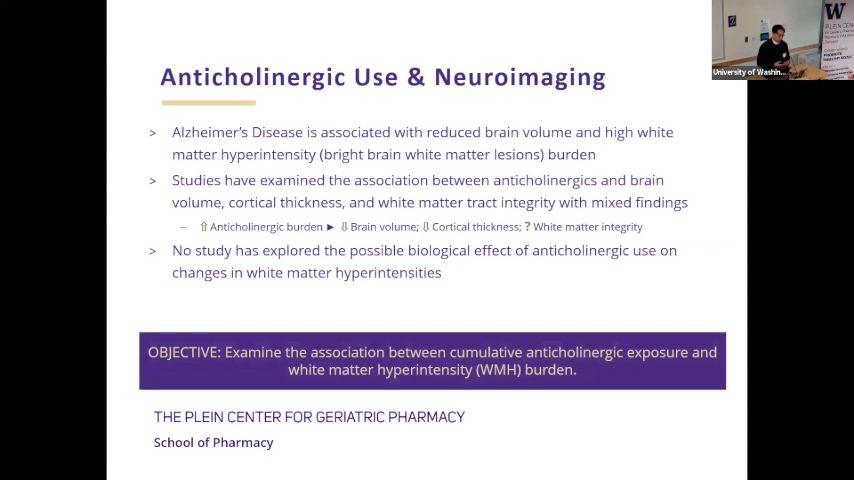 Anticholinergic Use & Neuroimaging
> Alzheimer's Disease is associated with reduced brain volume and high white
matter hyperintensity (bright brain white matter lesions) burden
> Studies have examined the association between anticholinergics and brain
volume, cortical thickness, and white matter tract integrity with mixed findings
– ⇧ Anticholinergic burden ► ⇩ Brain volume; ⇩ Cortical thickness; ? White matter integrity
> No study has explored the possible biological effect of anticholinergic use on
changes in white matter hyperintensities
OBJECTIVE: Examine the association between cumulative anticholinergic exposure and
white matter hyperintensity (WMH) burden.
THE PLEIN CENTER FOR GERIATRIC PHARMACY
School of Pharmacy
W
PLEIN CEN
University of Washin...